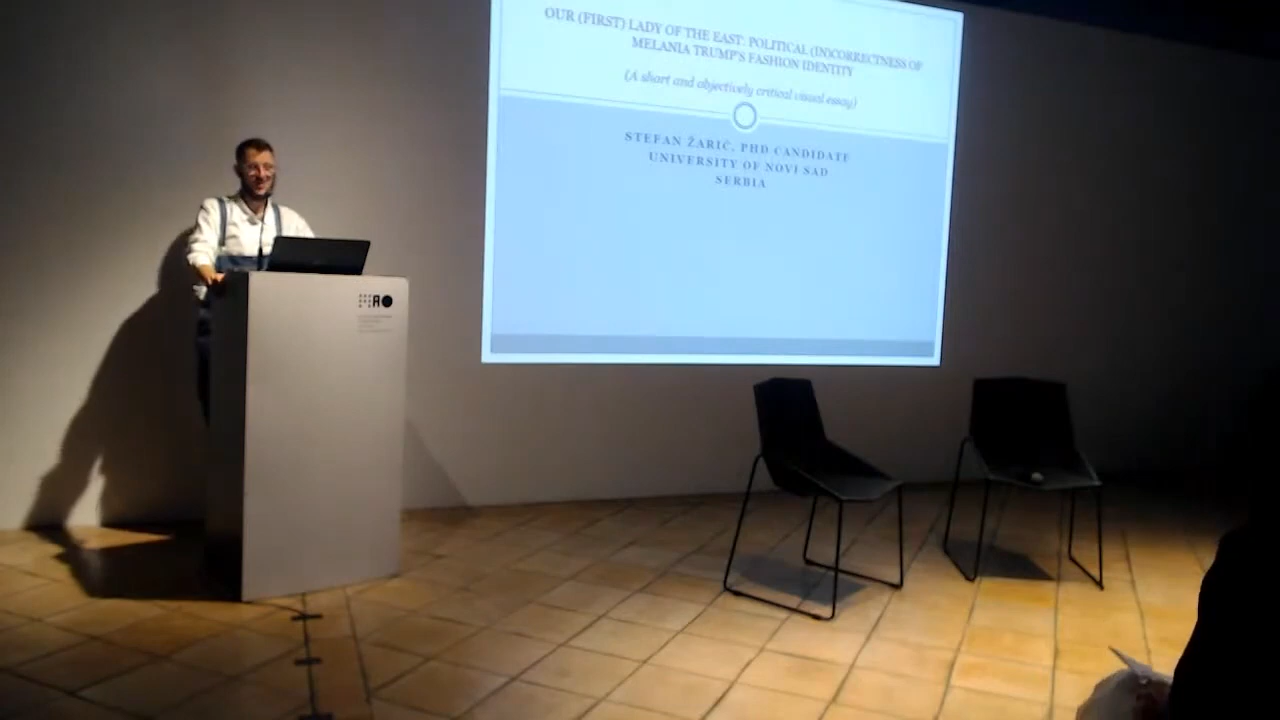 OUR (FIRST) LADY OF THE EAST: POLITICAL (IN)CORRECTNESS OF
MELANIA TRUMP'S FASHION IDENTITY
(A short and objectively critical visual essay)
STEFAN ŽARIĆ, PHD CANDIDATE
UNIVERSITY OF NOVI SAD
SERBIA